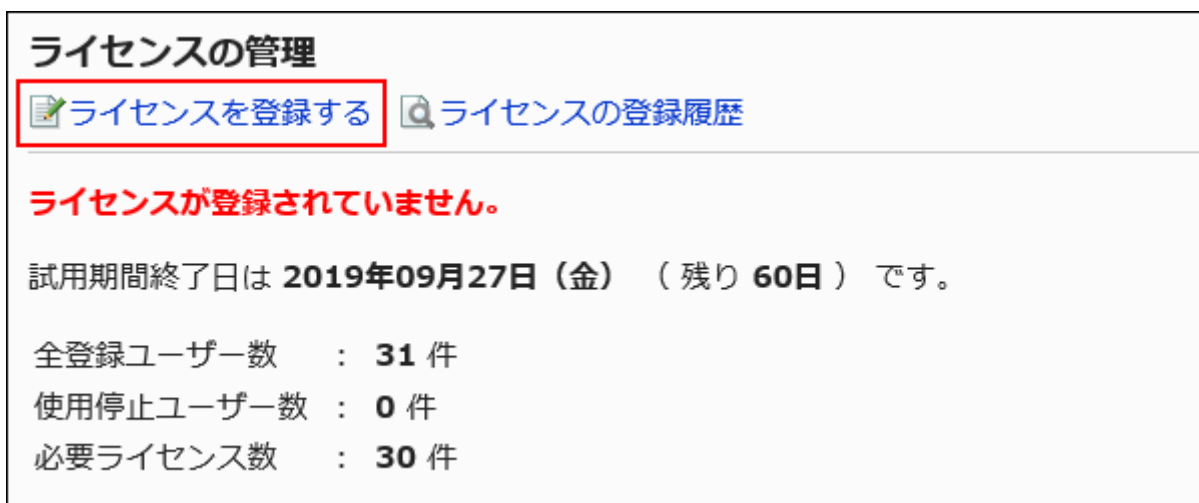 ライセンスの管理
ライセンスを登録する ライセンスの登録履歴
ライセンスが登録されていません。
試用期間終了日は 2019年09月27日（金） （ 残り 60日 ） です。
全登録ユーザー数 : 31 件
使用停止ユーザー数 : 0 件
必要ライセンス数 : 30 件